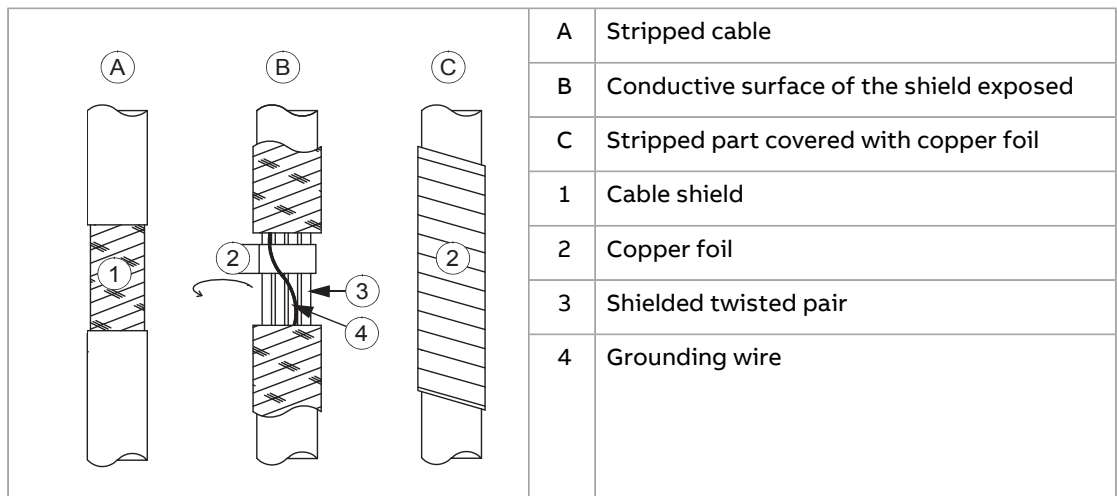 A B C
1
2
3
4
2
A Stripped cable
B Conductive surface of the shield exposed
C Stripped part covered with copper foil
1 Cable shield
2 Copper foil
3 Shielded twisted pair
4 Grounding wire